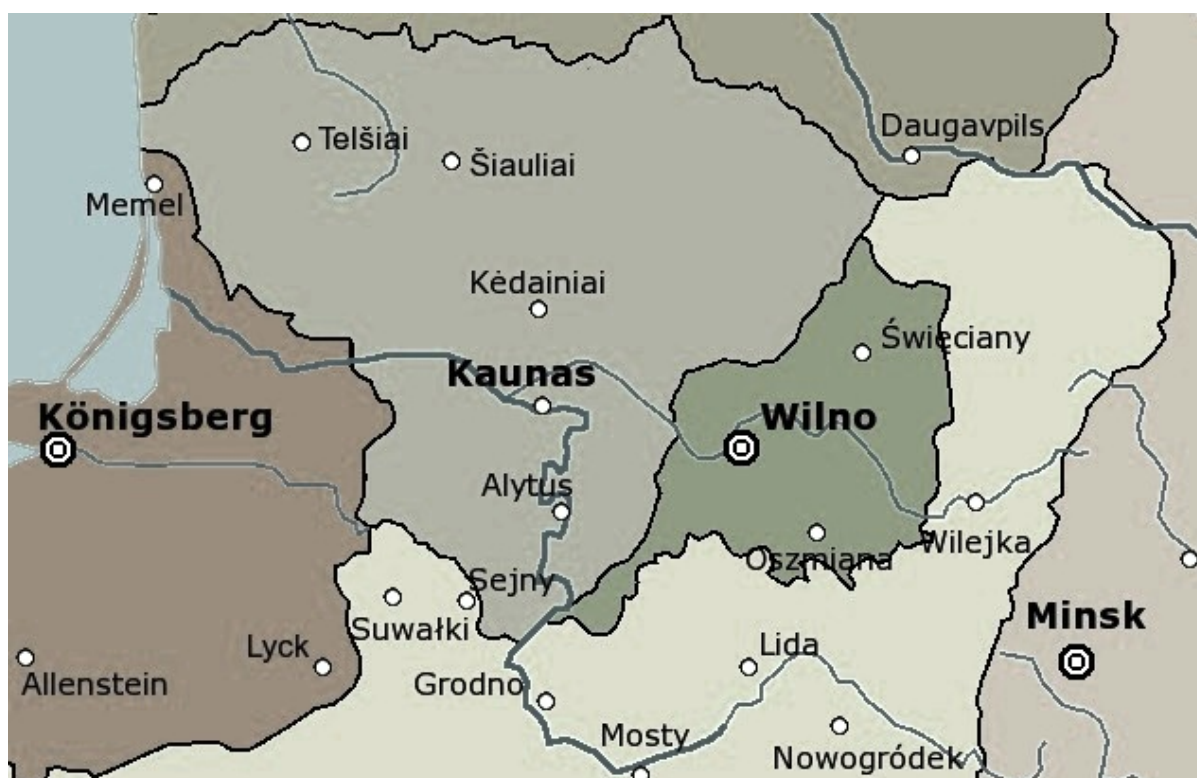 Daugavpils
Telšiai
Šiauliai
Memel
Kėdainiai
Święciany
Kaunas
Königsberg
Wilno
Alytus
Wilejka
Oszmiana
Sejny
Suwałki
Minsk
Lyck
Lida
Allenstein
Grodno
Mosty
Nowogródek